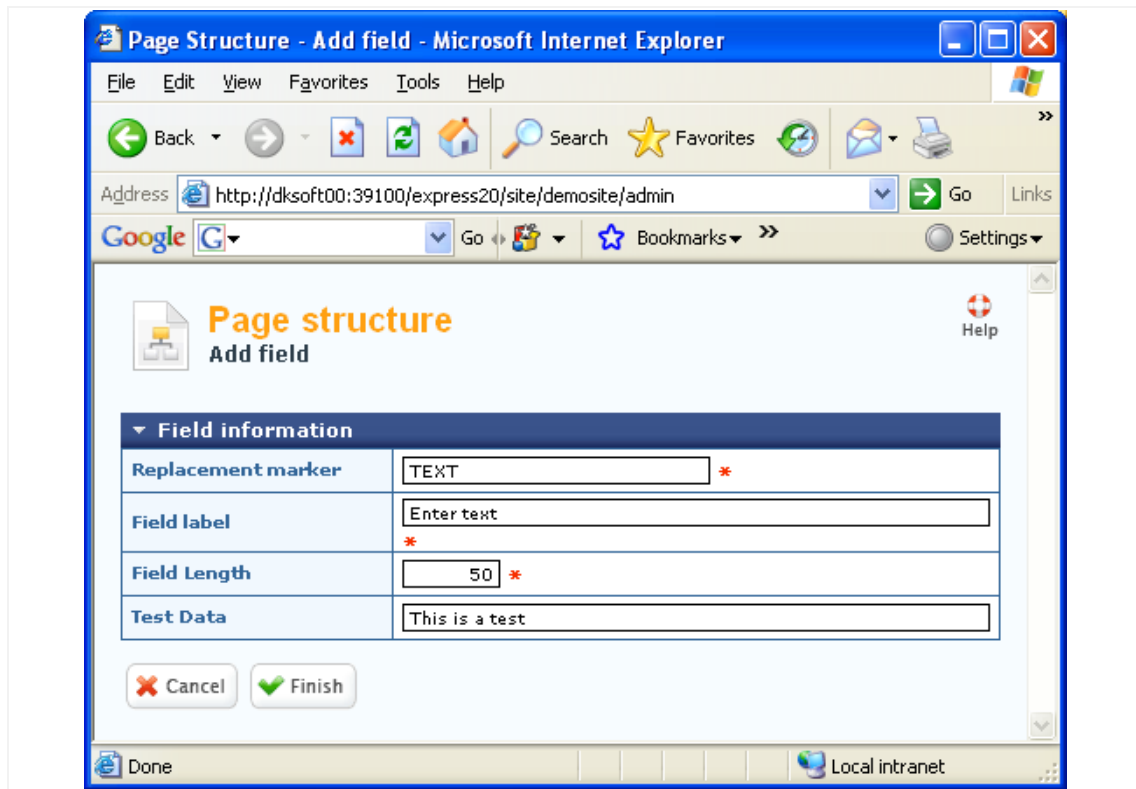 Page Structure - Add field - Microsoft Internet Explorer
File Edit View Favorites Tools Help
Back Search Favorites »
Address http://dksoft00:39100/express20/site/demosite/admin Go Links
Google G Go Bookmarks » Settings
Page structure
Add field
Help
Field information
Replacement marker TEXT *
Field label Enter text
*
Field Length 50 *
Test Data This is a test
Cancel Finish
Done Local intranet